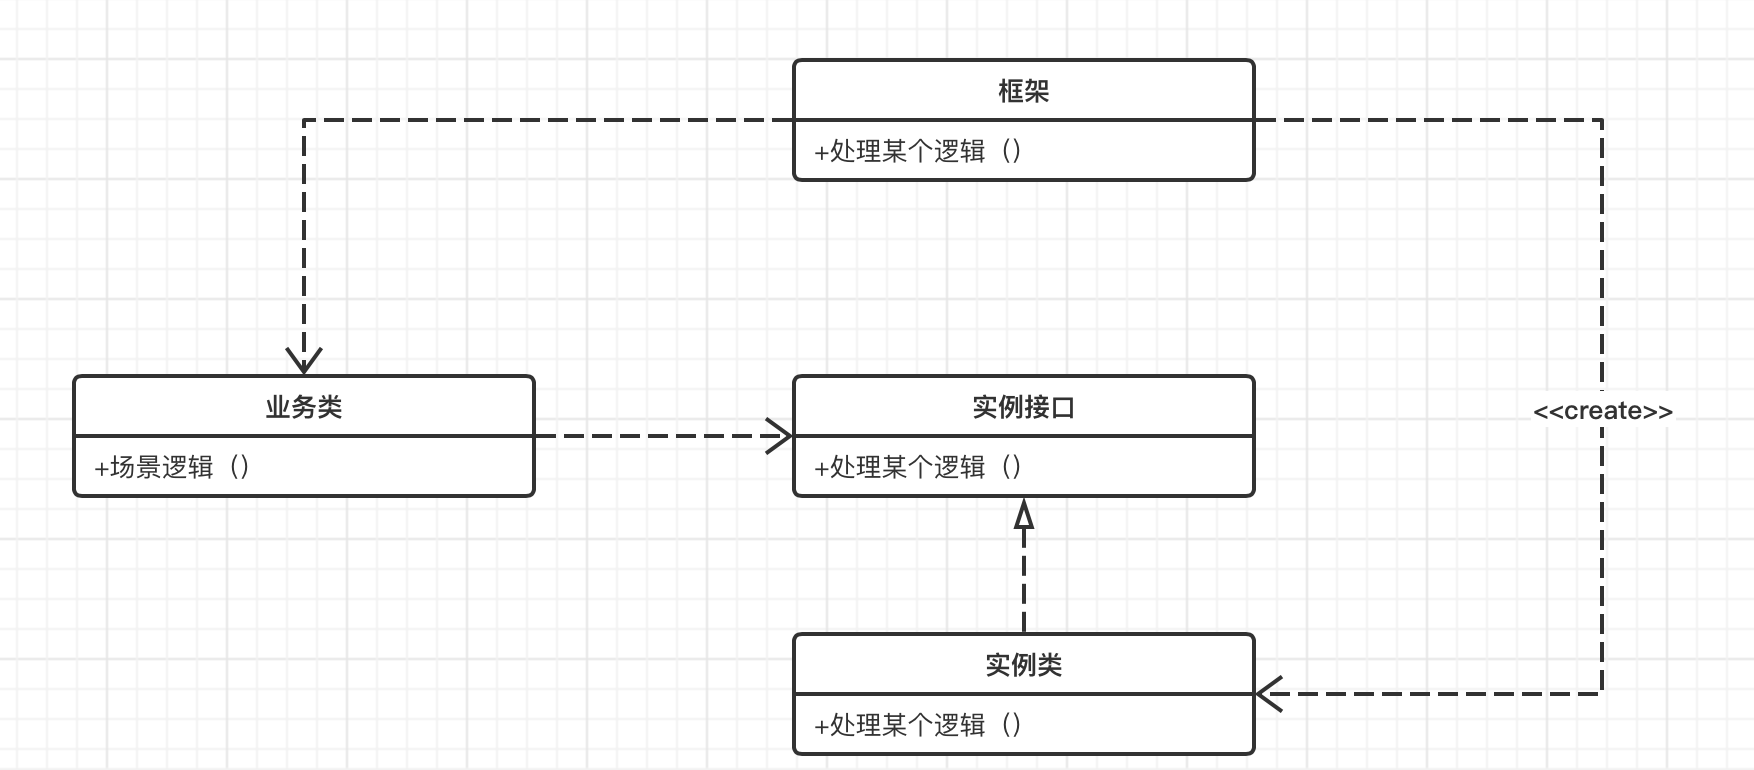 框架
+处理某个逻辑（）
业务类
+场景逻辑（）
实例接口
+处理某个逻辑（）
<<create>>
实例类
+处理某个逻辑（）